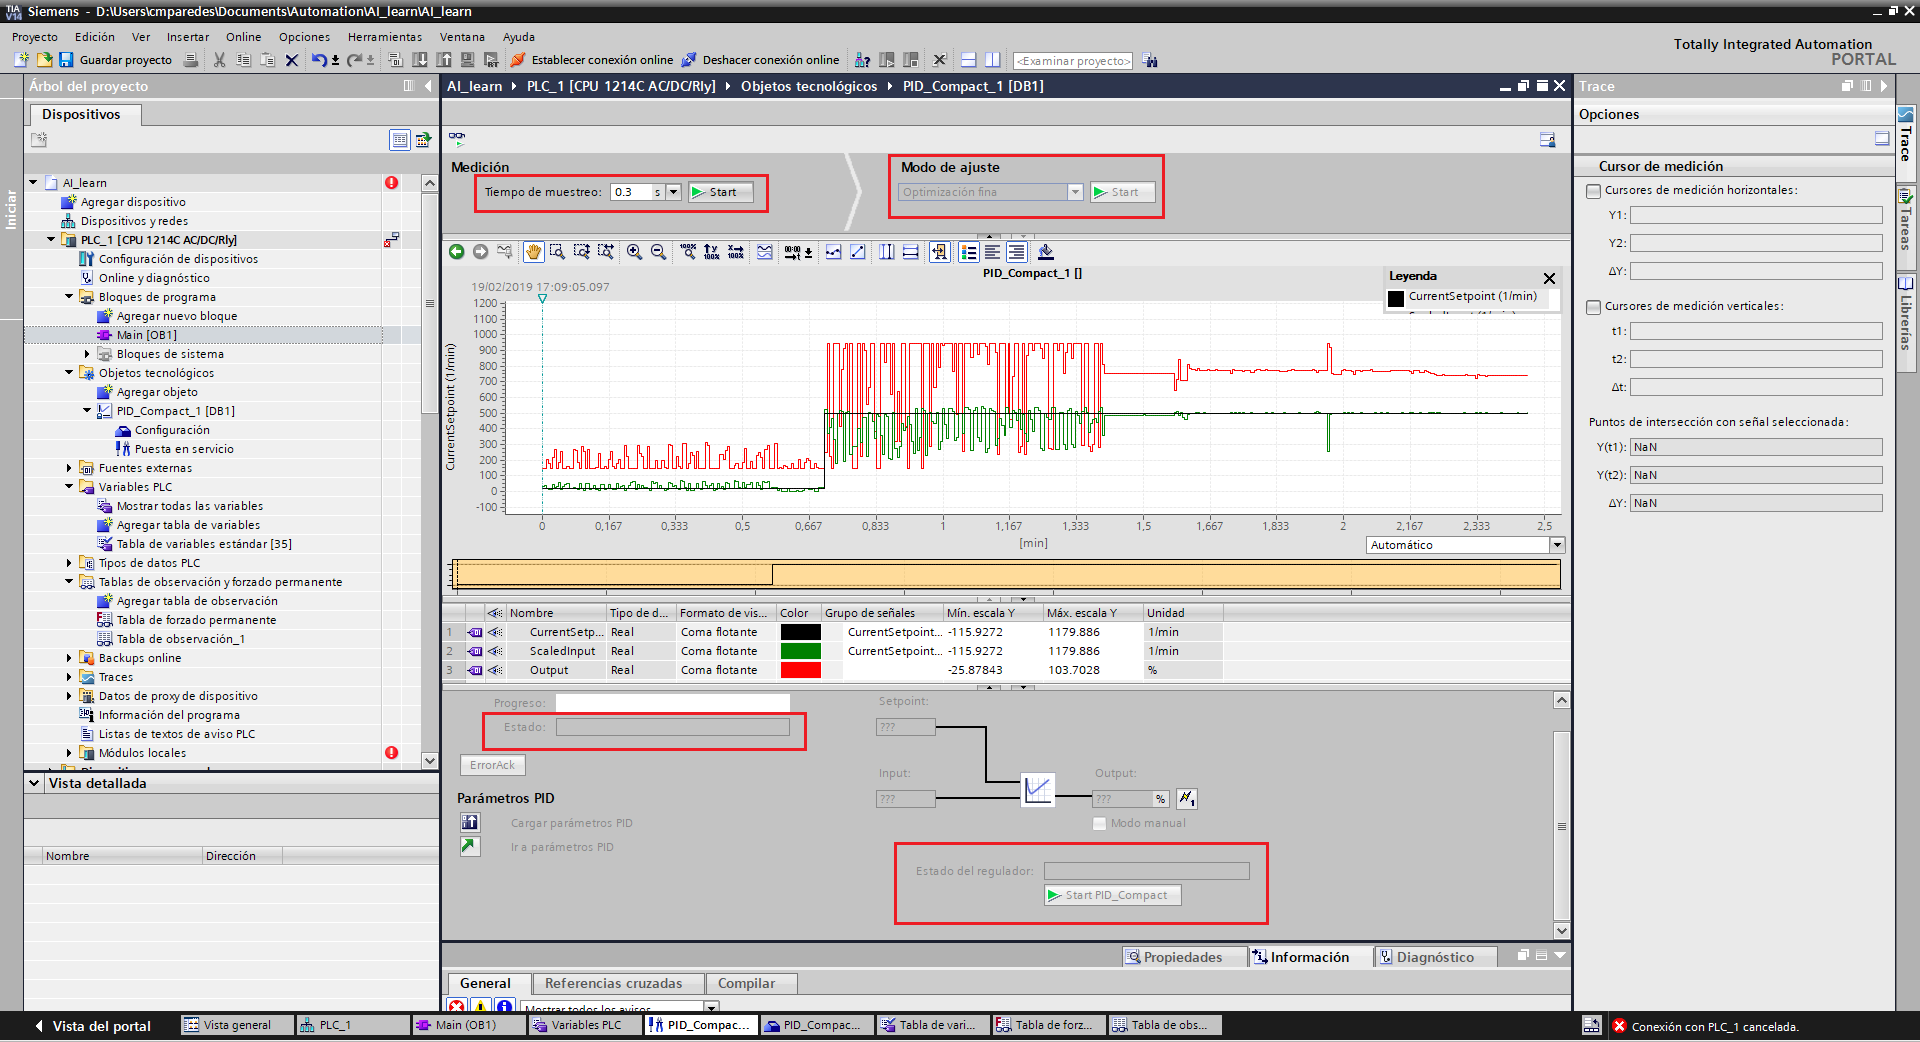 TIA V14 Siemens - D:\Users\cmparedes\Documents\Automation\AI_learn\AI_learn
Proyecto Edición Ver Insertar Online Opciones Herramientas Ventana Ayuda
Guardar proyecto Establecer conexión online Deshacer conexión online <Examinar proyecto>
Totally Integrated Automation
PORTAL
Iniciar
Árbol del proyecto
Dispositivos
AI_learn
Agregar dispositivo
Dispositivos y redes
PLC_1 [CPU 1214C AC/DC/Rly]
Configuración de dispositivos
Online y diagnóstico
Bloques de programa
Agregar nuevo bloque
Main [OB1]
Bloques de sistema
Objetos tecnológicos
Agregar objeto
PID_Compact_1 [DB1]
Configuración
Puesta en servicio
Fuentes externas
Variables PLC
Mostrar todas las variables
Agregar tabla de variables
Tabla de variables estándar [35]
Tipos de datos PLC
Tablas de observación y forzado permanente
Agregar tabla de observación
Tabla de forzado permanente
Tabla de observación_1
Backups online
Traces
Datos de proxy de dispositivo
Información del programa
Listas de textos de aviso PLC
Módulos locales
Vista detallada
Nombre Dirección
AI_learn PLC_1 [CPU 1214C AC/DC/Rly] Objetos tecnológicos PID_Compact_1 [DB1]
Medición
Tiempo de muestreo: 0.3 s Start
Modo de ajuste
Optimización fina Start
PID_Compact_1 []
19/02/2019 17:09:05.097
Leyenda
CurrentSetpoint (1/min)
CurrentSetpoint (1/min)
1200
1100
1000
900
800
700
600
500
400
300
200
100
0
-100
0 0,167 0,333 0,5 0,667 0,833 1 1,167 1,333 1,5 1,667 1,833 2 2,167 2,333 2,5
[min]
Automático
Nombre Tipo de d... Formato de vis... Color Grupo de señales Mín. escala Y Máx. escala Y Unidad
1 CurrentSetp... Real Coma flotante CurrentSetpoint... -115.9272 1179.886 1/min
2 ScaledInput Real Coma flotante CurrentSetpoint... -115.9272 1179.886 1/min
3 Output Real Coma flotante -25.87843 103.7028 %
Progreso:
Estado:
ErrorAck
Parámetros PID
Cargar parámetros PID
Ir a parámetros PID
Setpoint:
???
Input:
???
Output:
??? %
Modo manual
Estado del regulador:
Start PID_Compact
Propiedades Información Diagnóstico
General Referencias cruzadas Compilar
Mostrar todos los avisos
Trace
Opciones
Cursor de medición
Cursores de medición horizontales:
Y1:
Y2:
ΔY:
Cursores de medición verticales:
t1:
t2:
Δt:
Puntos de intersección con señal seleccionada:
Y(t1): NaN
Y(t2): NaN
ΔY: NaN
Trace
Tareas
Librerías
Vista del portal Vista general PLC_1 Main (OB1) Variables PLC PID_Compac... PID_Compac... Tabla de vari... Tabla de forz... Tabla de obs... Conexión con PLC_1 cancelada.